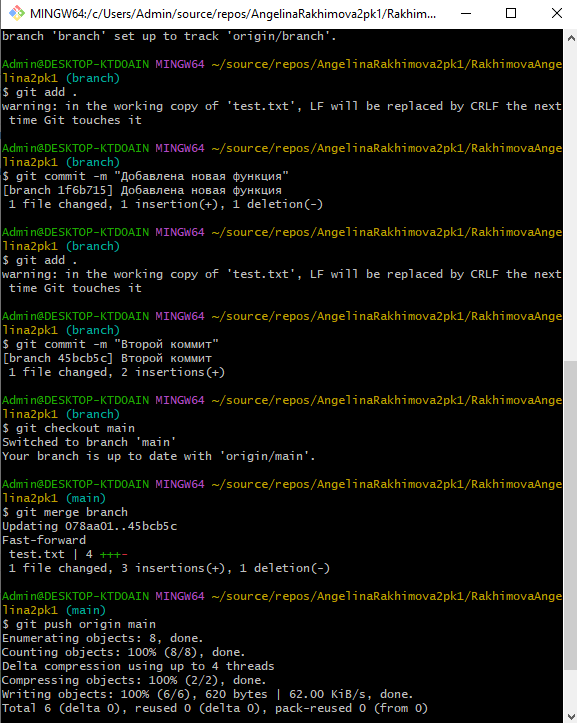 MINGW64:/c/Users/Admin/source/repos/AngelinaRakhimova2pk1/Rakhim...
branch 'branch' set up to track 'origin/branch'.
Admin@DESKTOP-KTDOAIN MINGW64 ~/source/repos/AngelinaRakhimova2pk1/RakhimovaAnge
lina2pk1 (branch)
$ git add .
warning: in the working copy of 'test.txt', LF will be replaced by CRLF the next
 time Git touches it
Admin@DESKTOP-KTDOAIN MINGW64 ~/source/repos/AngelinaRakhimova2pk1/RakhimovaAnge
lina2pk1 (branch)
$ git commit -m "Добавлена новая функция"
[branch 1f6b715] Добавлена новая функция
 1 file changed, 1 insertion(+), 1 deletion(-)
Admin@DESKTOP-KTDOAIN MINGW64 ~/source/repos/AngelinaRakhimova2pk1/RakhimovaAnge
lina2pk1 (branch)
$ git add .
warning: in the working copy of 'test.txt', LF will be replaced by CRLF the next
 time Git touches it
Admin@DESKTOP-KTDOAIN MINGW64 ~/source/repos/AngelinaRakhimova2pk1/RakhimovaAnge
lina2pk1 (branch)
$ git commit -m "Второй коммит"
[branch 45bcb5c] Второй коммит
 1 file changed, 2 insertions(+)
Admin@DESKTOP-KTDOAIN MINGW64 ~/source/repos/AngelinaRakhimova2pk1/RakhimovaAnge
lina2pk1 (branch)
$ git checkout main
Switched to branch 'main'
Your branch is up to date with 'origin/main'.
Admin@DESKTOP-KTDOAIN MINGW64 ~/source/repos/AngelinaRakhimova2pk1/RakhimovaAnge
lina2pk1 (main)
$ git merge branch
Updating 078aa01..45bcb5c
Fast-forward
 test.txt | 4 +++-
 1 file changed, 3 insertions(+), 1 deletion(-)
Admin@DESKTOP-KTDOAIN MINGW64 ~/source/repos/AngelinaRakhimova2pk1/RakhimovaAnge
lina2pk1 (main)
$ git push origin main
Enumerating objects: 8, done.
Counting objects: 100% (8/8), done.
Delta compression using up to 4 threads
Compressing objects: 100% (2/2), done.
Writing objects: 100% (6/6), 620 bytes | 62.00 KiB/s, done.
Total 6 (delta 0), reused 0 (delta 0), pack-reused 0 (from 0)